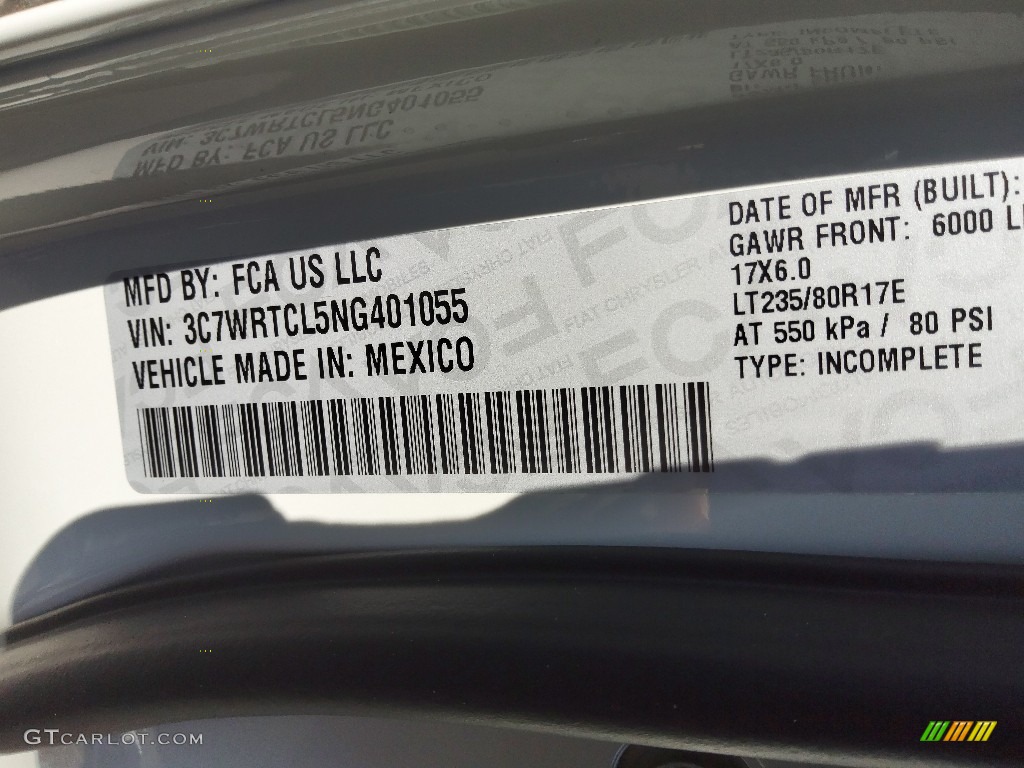 MFD BY: FCA US LLC
VIN: 3C7WRTCL5NG401055
VEHICLE MADE IN: MEXICO
DATE OF MFR (BUILT):
GAWR FRONT: 6000
17X6.0
LT235/80R17E
AT 550 kPa / 80 PSI
TYPE: INCOMPLETE
GTCARLOT.COM